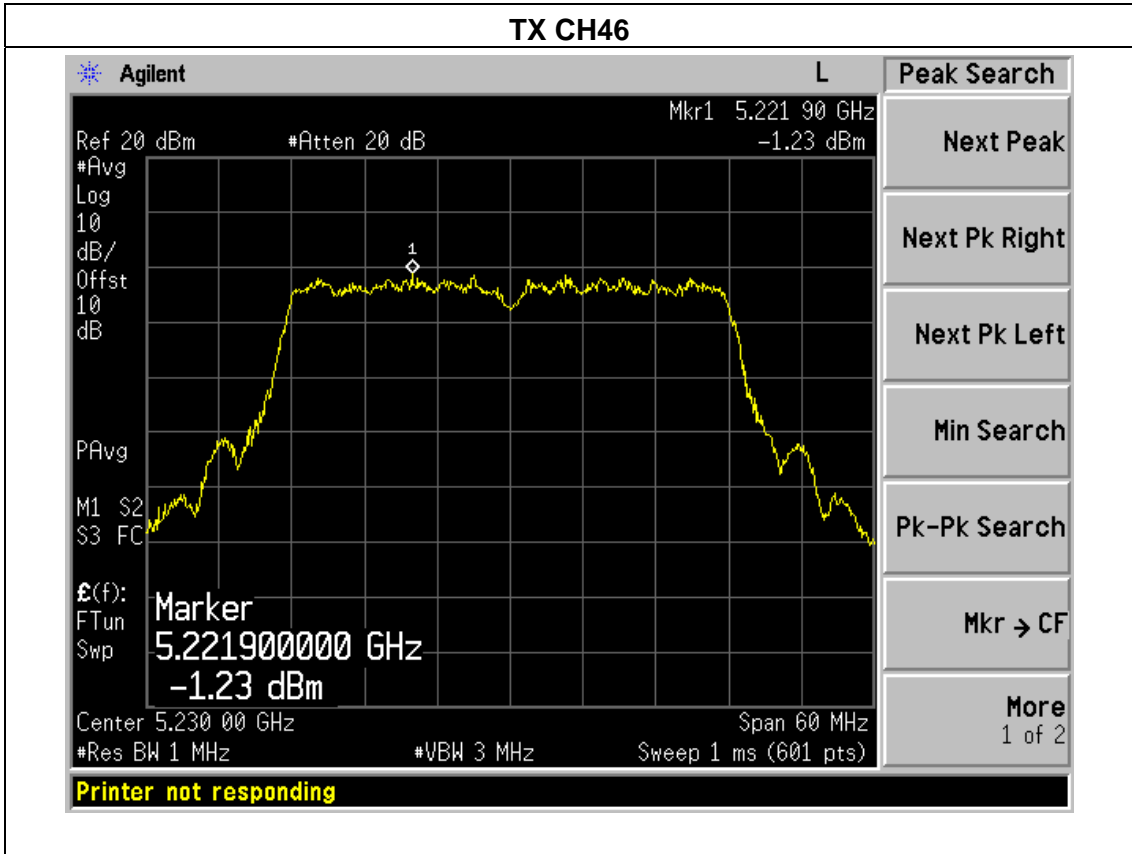 TX CH46
Agilent
L
Peak Search
Mkr1 5.221 90 GHz
Ref 20 dBm #Atten 20 dB -1.23 dBm
#Avg
Log
10
dB/
Offst
10
dB
1
PAvg
M1 S2
S3 FC
£(f):
FTun
Swp
Marker
5.221900000 GHz
-1.23 dBm
Center 5.230 00 GHz Span 60 MHz
#Res BW 1 MHz #VBW 3 MHz Sweep 1 ms (601 pts)
Next Peak
Next Pk Right
Next Pk Left
Min Search
Pk-Pk Search
Mkr → CF
More
1 of 2
Printer not responding